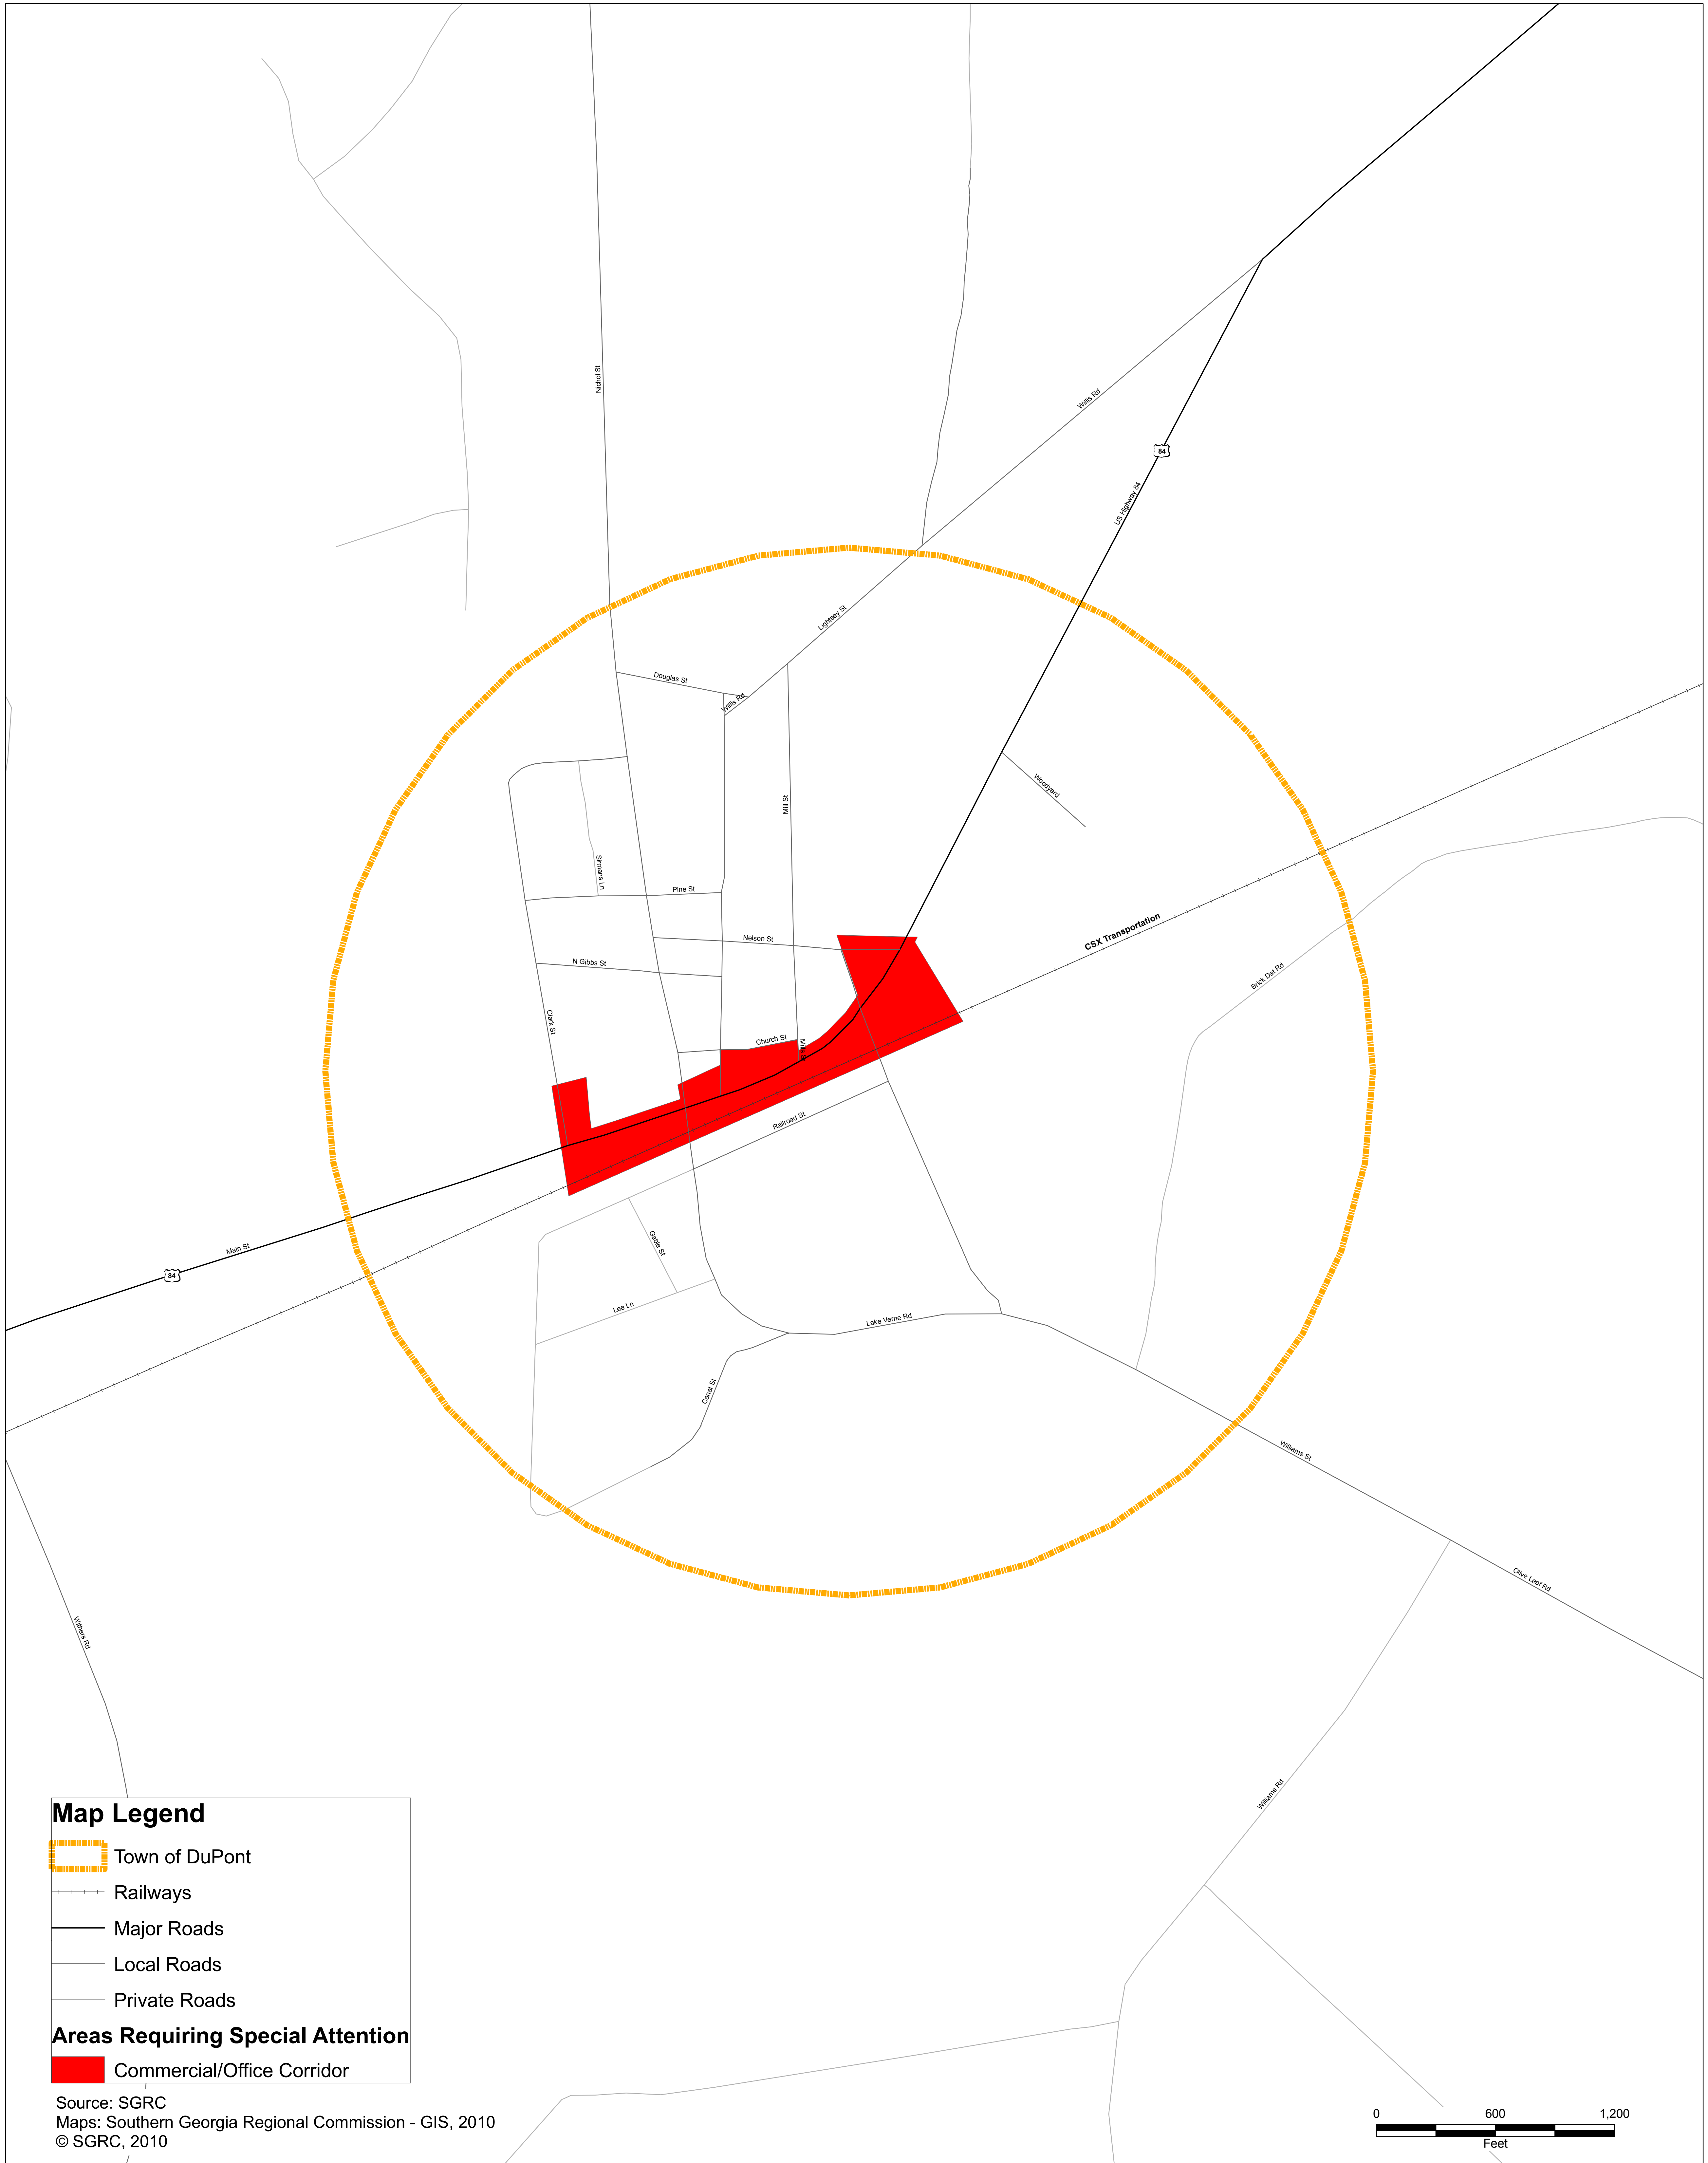 Nichol St
Willis Rd
84
US Highway 84
Lightsey St
Douglas St
Willis Rd
Woodyard
Mill St
Sirmans Ln
Pine St
CSX Transportation
Nelson St
N Gibbs St
Brick Dat Rd
Clark St
Church St
Mill St
Railroad St
Main St
84
Gable St
Lee Ln
Lake Verne Rd
Canal St
Williams St
Olive Leaf Rd
Withers Rd
Williams Rd
Map Legend
Town of DuPont
Railways
Major Roads
Local Roads
Private Roads
Areas Requiring Special Attention
Commercial/Office Corridor
Source: SGRC
Maps: Southern Georgia Regional Commission - GIS, 2010
© SGRC, 2010
0 600 1,200
Feet